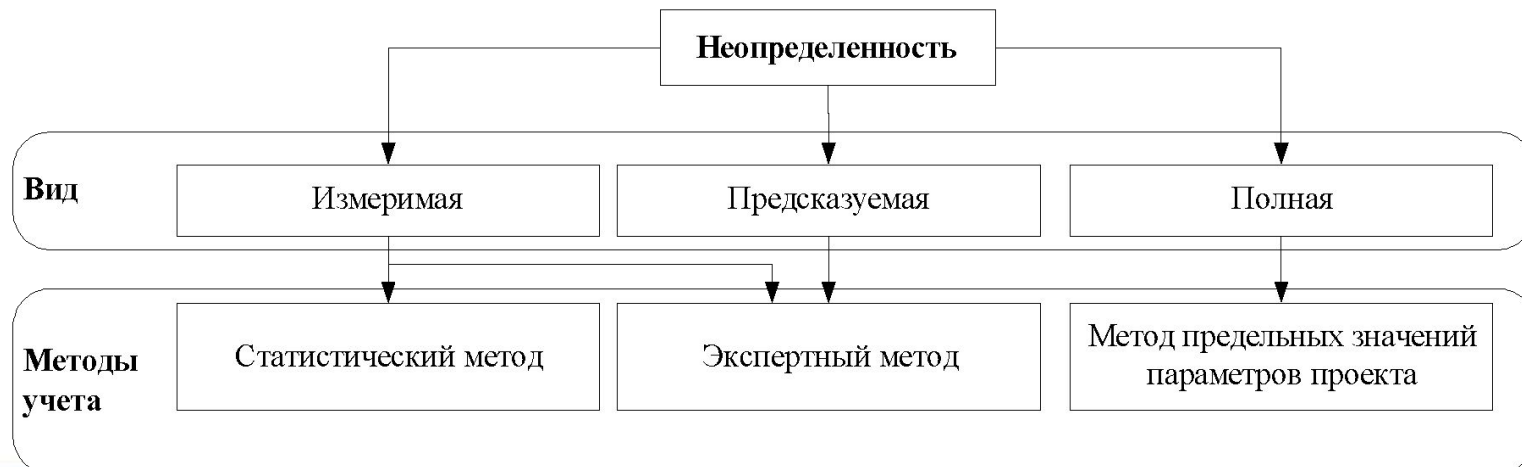 Неопределенность
Вид
Измеримая
Предсказуемая
Полная
Методы
учета
Статистический метод
Экспертный метод
Метод предельных значений
параметров проекта